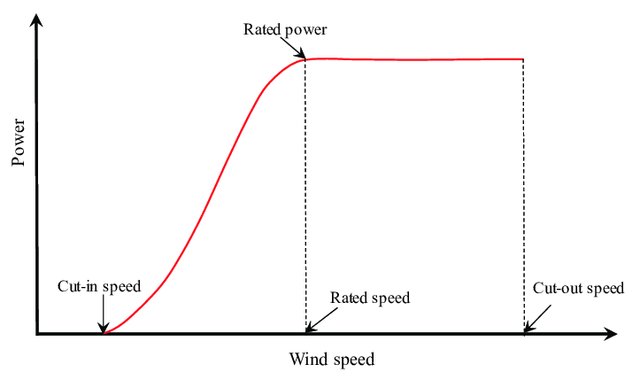 Rated power
Power
Cut-in speed
Rated speed
Cut-out speed
Wind speed